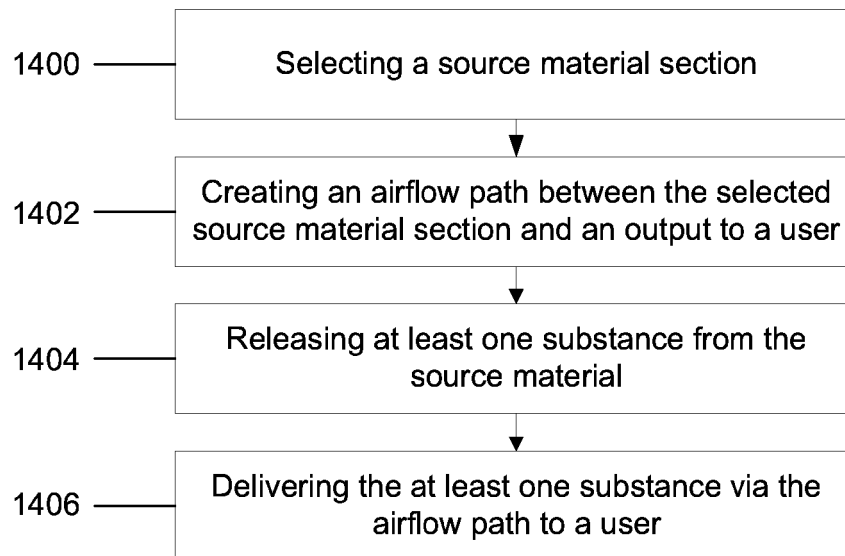 1400
Selecting a source material section
1402
Creating an airflow path between the selected
source material section and an output to a user
1404
Releasing at least one substance from the
source material
1406
Delivering the at least one substance via the
airflow path to a user